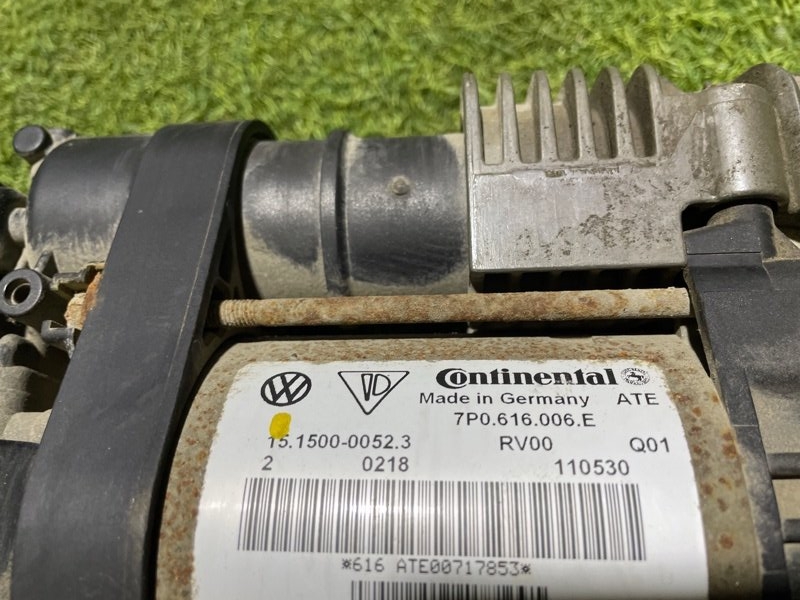 Continental
Made in Germany ATE
7P0.616.006.E
15.1500-0052.3 RV00 Q01
2 0218 110530
*616 ATE00717853*